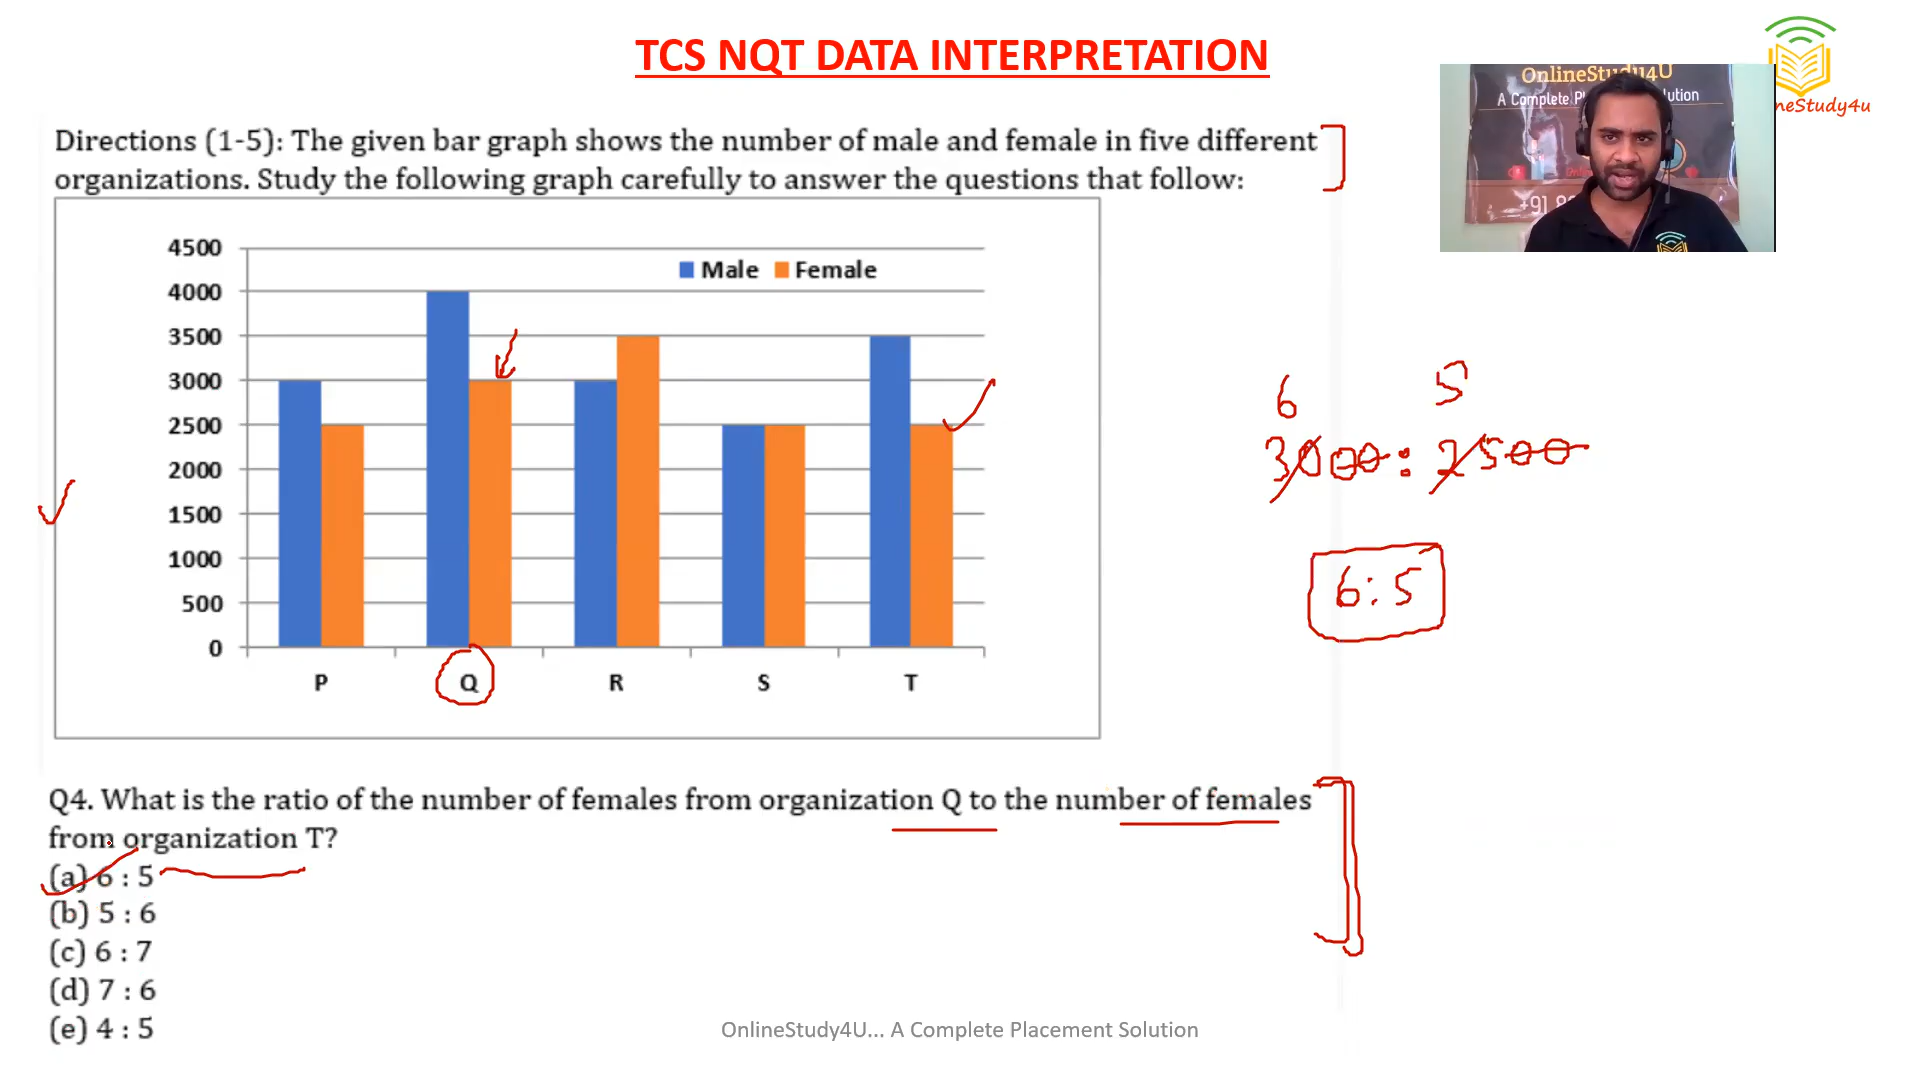 TCS NQT DATA INTERPRETATION
OnlineStudy4U
A Complete Pl lution
neStudy4u
+91 8
Directions (1-5): The given bar graph shows the number of male and female in five different
organizations. Study the following graph carefully to answer the questions that follow:
Male Female
4500
4000
3500
3000
2500
2000
1500
1000
500
0
P Q R S T
6 5
3000 : 2500
6 : 5
Q4. What is the ratio of the number of females from organization Q to the number of females
from organization T?
(a) 6 : 5
(b) 5 : 6
(c) 6 : 7
(d) 7 : 6
(e) 4 : 5
OnlineStudy4U... A Complete Placement Solution